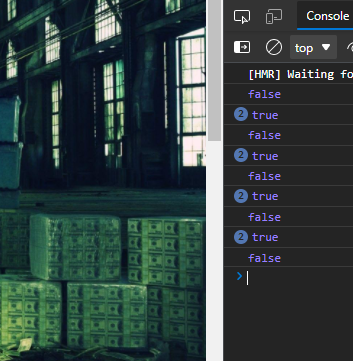 Console
top
[HMR] Waiting fo
false
2 true
false
2 true
false
2 true
false
2 true
false